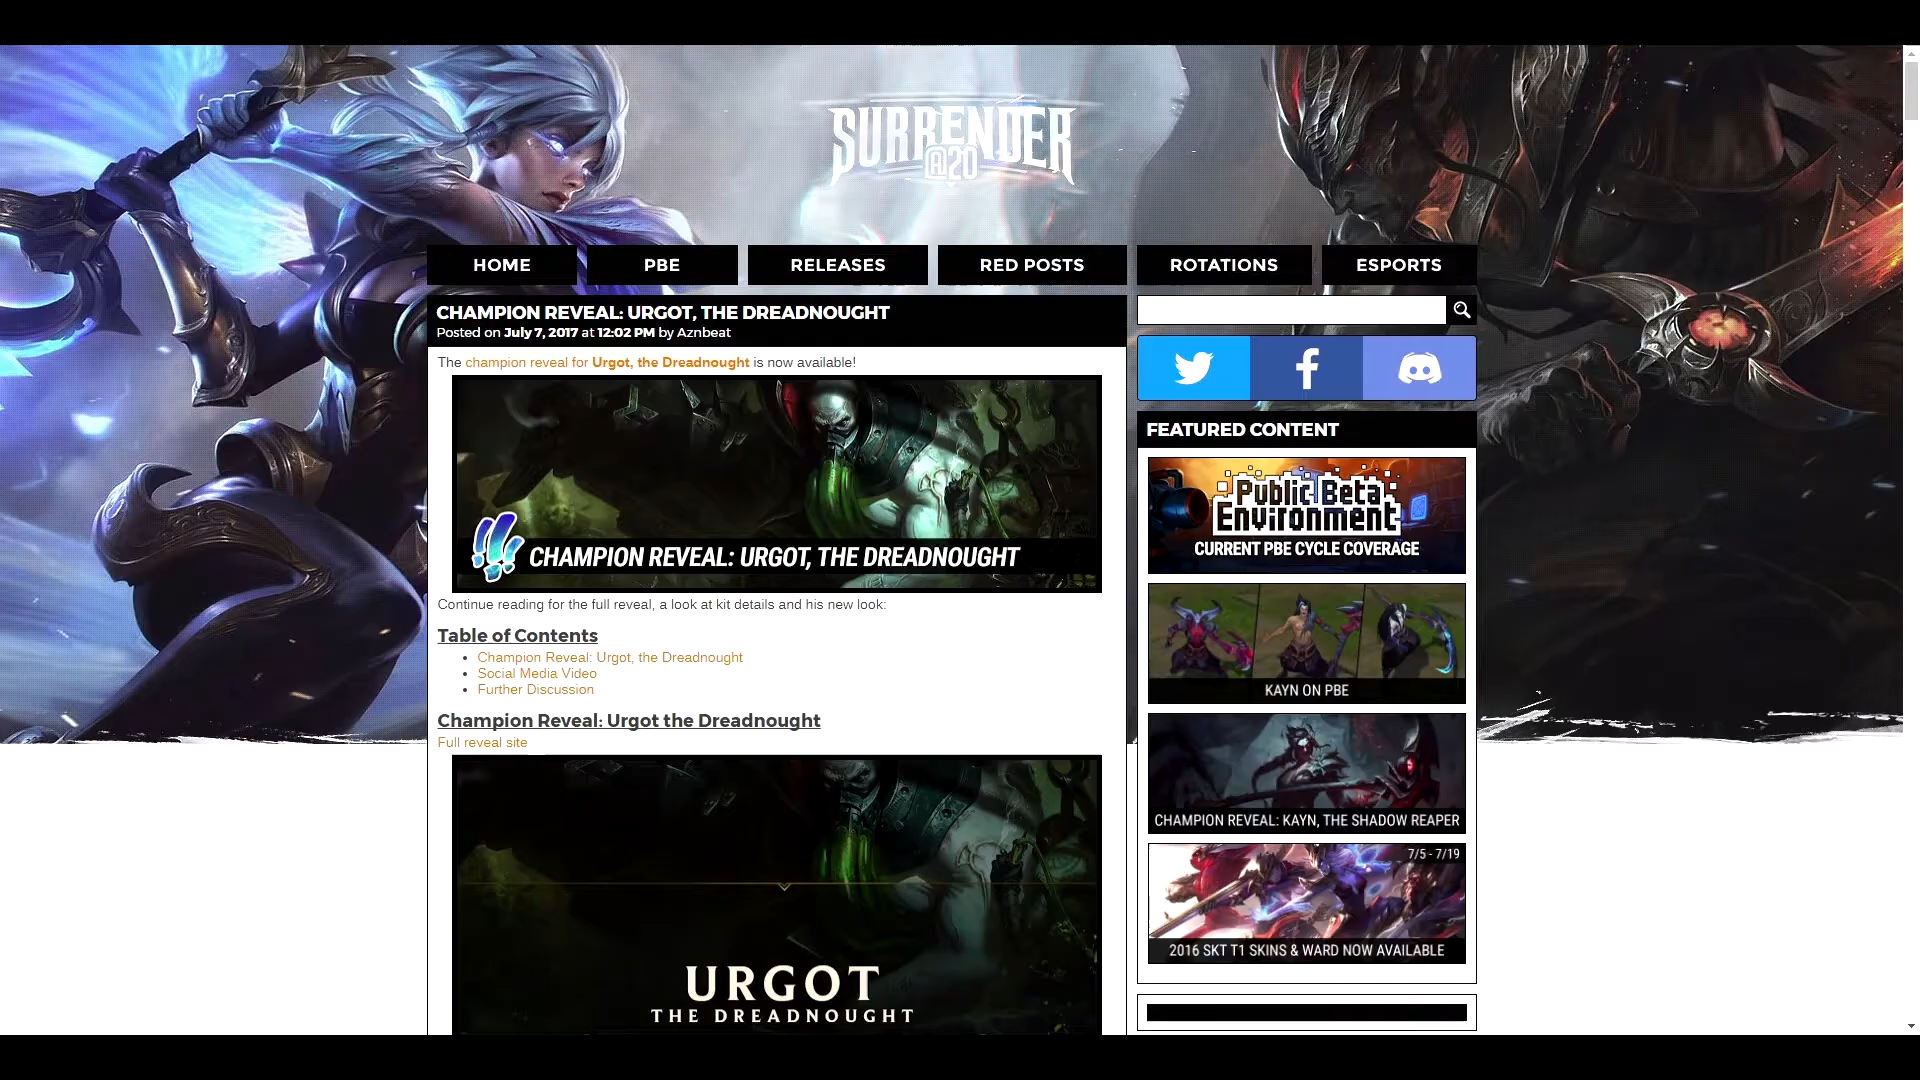 SURRENDER
@20
HOME
PBE
RELEASES
RED POSTS
ROTATIONS
ESPORTS
CHAMPION REVEAL: URGOT, THE DREADNOUGHT
Posted on July 7, 2017 at 12:02 PM by Aznbeat
The champion reveal for Urgot, the Dreadnought is now available!
CHAMPION REVEAL: URGOT, THE DREADNOUGHT
Continue reading for the full reveal, a look at kit details and his new look:
Table of Contents
Champion Reveal: Urgot, the Dreadnought
Social Media Video
Further Discussion
Champion Reveal: Urgot the Dreadnought
Full reveal site
URGOT
THE DREADNOUGHT
FEATURED CONTENT
Public Beta
Environment
CURRENT PBE CYCLE COVERAGE
KAYN ON PBE
CHAMPION REVEAL: KAYN, THE SHADOW REAPER
7/5 - 7/19
2016 SKT T1 SKINS & WARD NOW AVAILABLE